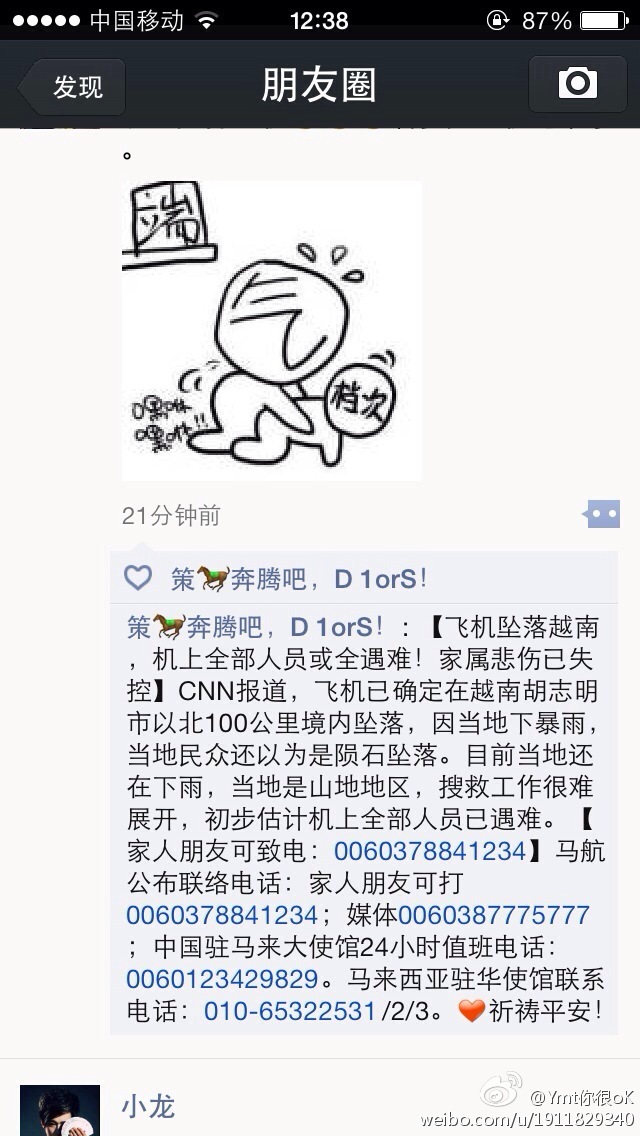 中国移动 12:38 87%
发现 朋友圈
。
端
气
档次
嘿咻
嘿咻!!
21分钟前
策🐎奔腾吧，D 1orS！
策🐎奔腾吧，D 1orS！：【飞机坠落越南
，机上全部人员或全遇难！家属悲伤已失
控】CNN报道，飞机已确定在越南胡志明
市以北100公里境内坠落，因当地下暴雨，
当地民众还以为是陨石坠落。目前当地还
在下雨，当地是山地地区，搜救工作很难
展开，初步估计机上全部人员已遇难。【
家人朋友可致电：0060378841234】马航
公布联络电话：家人朋友可打
0060378841234；媒体0060387775777
；中国驻马来大使馆24小时值班电话：
0060123429829。马来西亚驻华使馆联系
电话：010-65322531/2/3。❤️祈祷平安！
小龙
@Ymt你很oK
weibo.com/u/1911829340